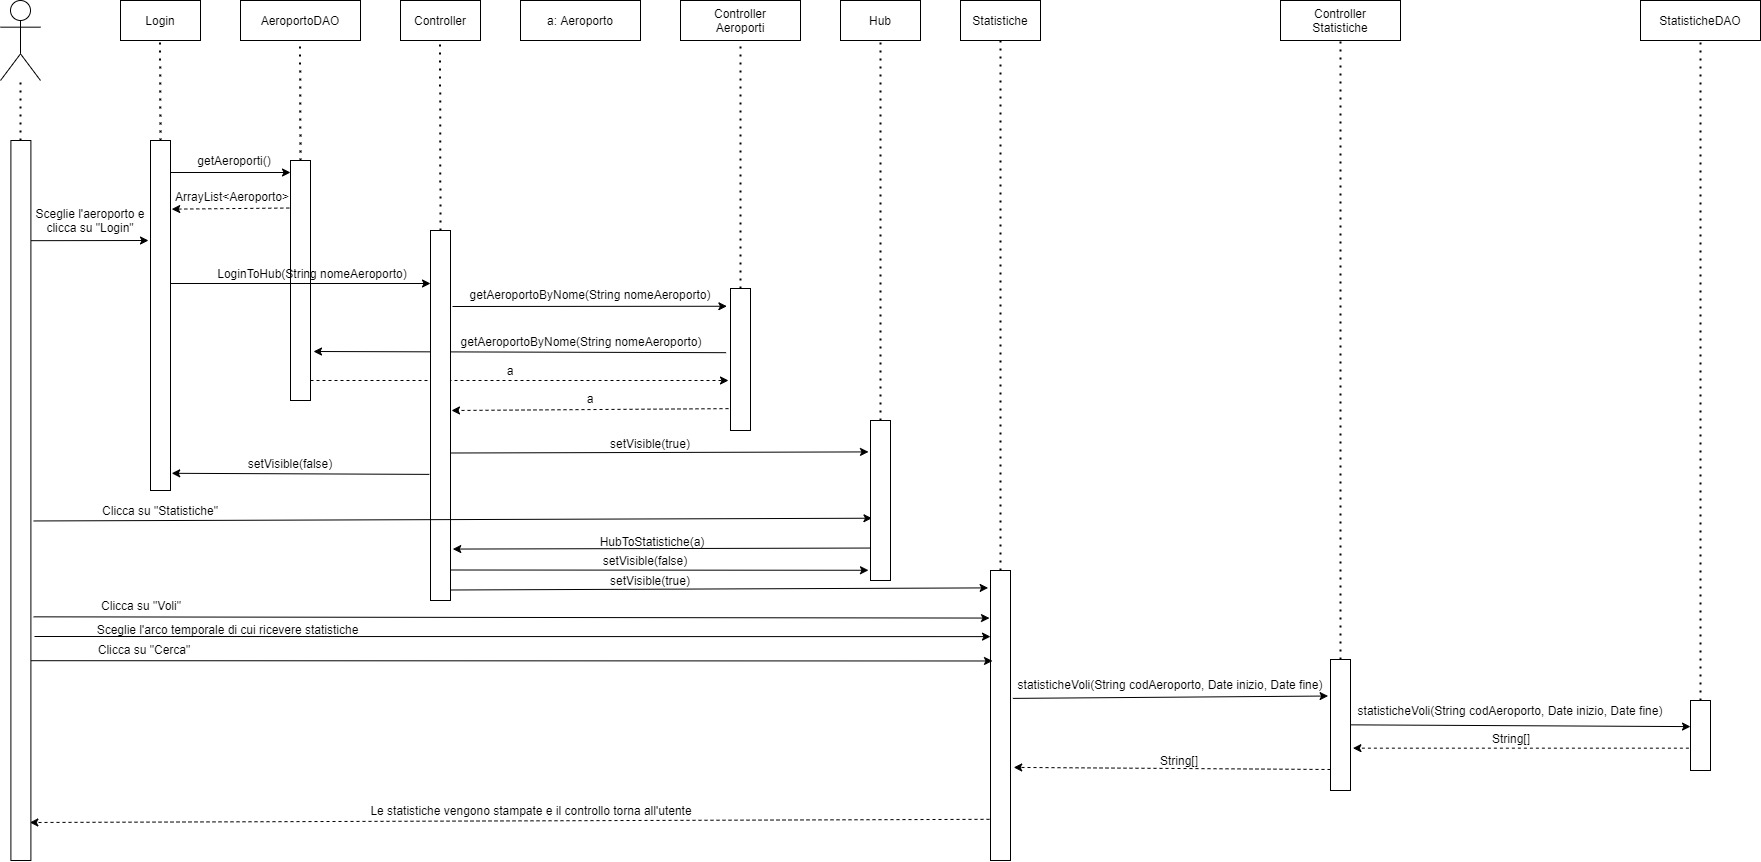 Login
AeroportoDAO
Controller
a: Aeroporto
Controller
Aeroporti
Hub
Statistiche
Controller
Statistiche
StatisticheDAO
getAeroporti()
ArrayList<Aeroporto>
Sceglie l'aeroporto e
clicca su "Login"
LoginToHub(String nomeAeroporto)
getAeroportoByNome(String nomeAeroporto)
getAeroportoByNome(String nomeAeroporto)
a
a
setVisible(true)
setVisible(false)
Clicca su "Statistiche"
HubToStatistiche(a)
setVisible(false)
setVisible(true)
Clicca su "Voli"
Sceglie l'arco temporale di cui ricevere statistiche
Clicca su "Cerca"
statisticheVoli(String codAeroporto, Date inizio, Date fine)
statisticheVoli(String codAeroporto, Date inizio, Date fine)
String[]
String[]
Le statistiche vengono stampate e il controllo torna all'utente